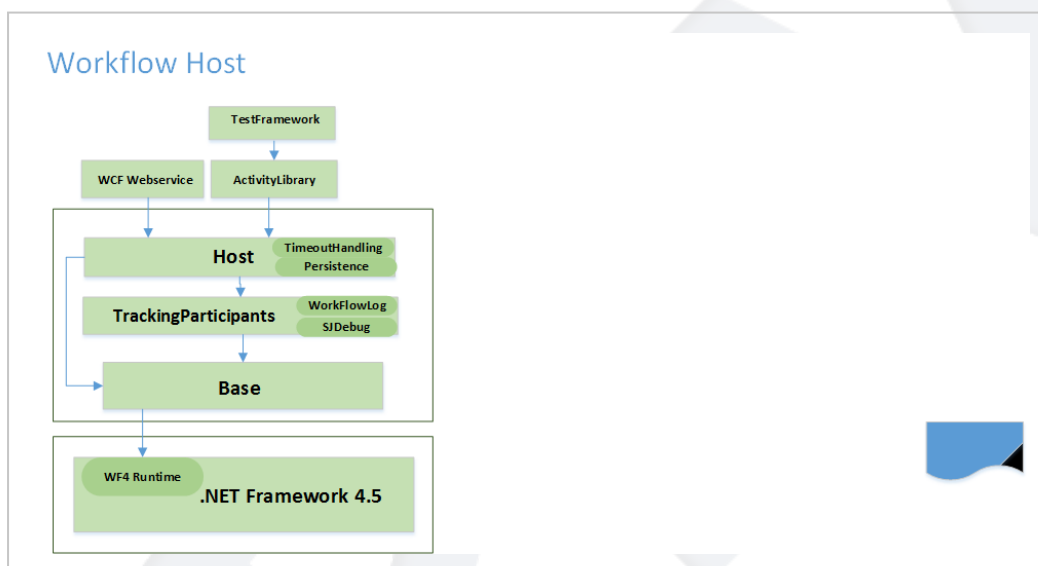 Workflow Host
TestFramework
WCF Webservice
ActivityLibrary
Host
TimeoutHandling
Persistence
TrackingParticipants
WorkFlowLog
SJDebug
Base
WF4 Runtime
.NET Framework 4.5